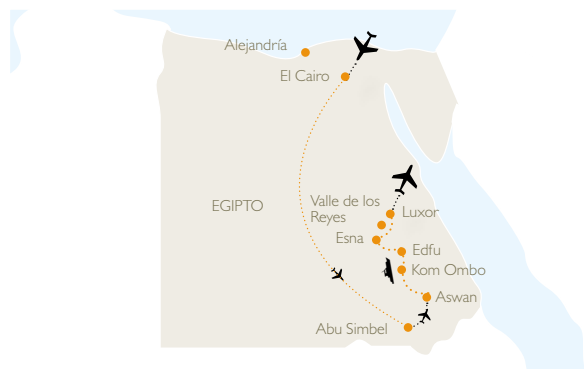 Alejandría
El Cairo
EGIPTO
Valle de los
Reyes
Luxor
Esna
Edfu
Kom Ombo
Aswan
Abu Simbel